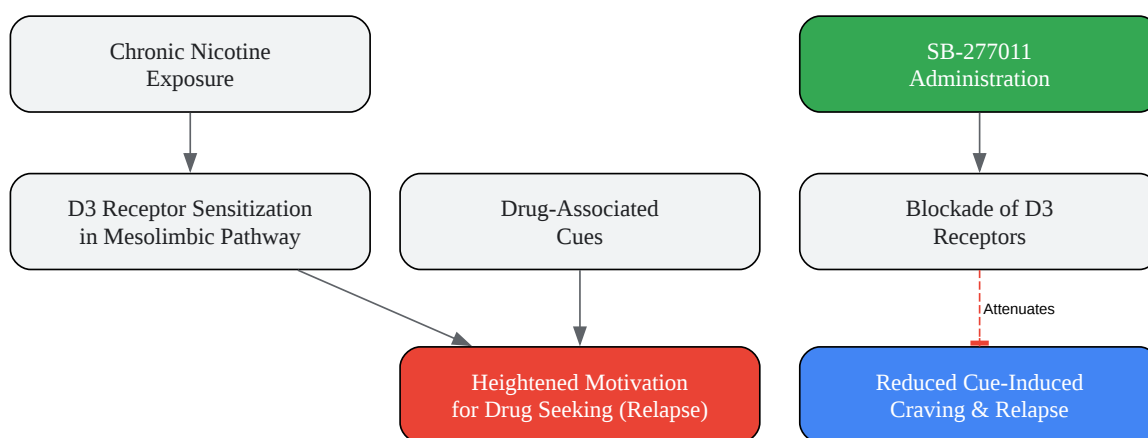 Chronic Nicotine
Exposure
SB-277011
Administration
D3 Receptor Sensitization
in Mesolimbic Pathway
Drug-Associated
Cues
Blockade of D3
Receptors
Attenuates
Heightened Motivation
for Drug Seeking (Relapse)
Reduced Cue-Induced
Craving & Relapse